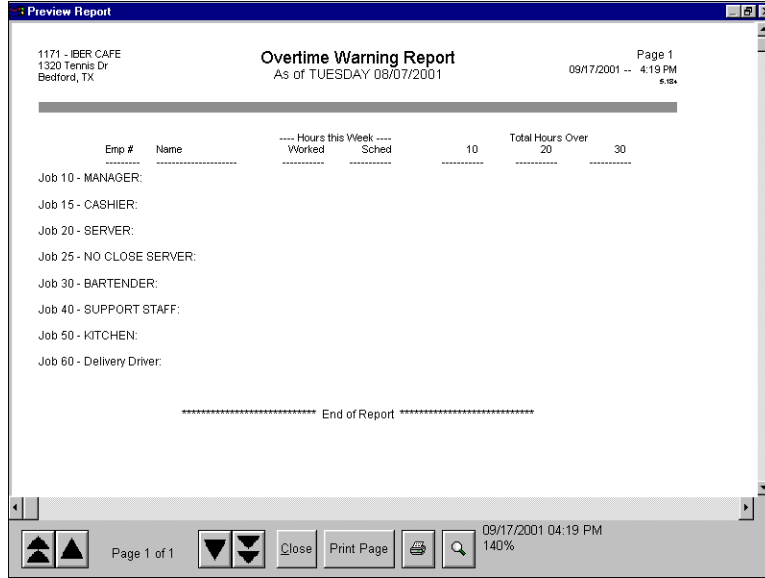 Preview Report
1171 - IBER CAFE
1320 Tennis Dr
Bedford, TX
Overtime Warning Report
As of TUESDAY 08/07/2001
Page 1
09/17/2001 -- 4:19 PM
5.18+
---- Hours this Week ---- Total Hours Over
Emp # Name Worked Sched 10 20 30
--------- --------------------- ----------- ----------- ----------- ----------- -----------
Job 10 - MANAGER:
Job 15 - CASHIER:
Job 20 - SERVER:
Job 25 - NO CLOSE SERVER:
Job 30 - BARTENDER:
Job 40 - SUPPORT STAFF:
Job 50 - KITCHEN:
Job 60 - Delivery Driver:
**************************** End of Report ****************************
Page 1 of 1
Close
Print Page
09/17/2001 04:19 PM
140%